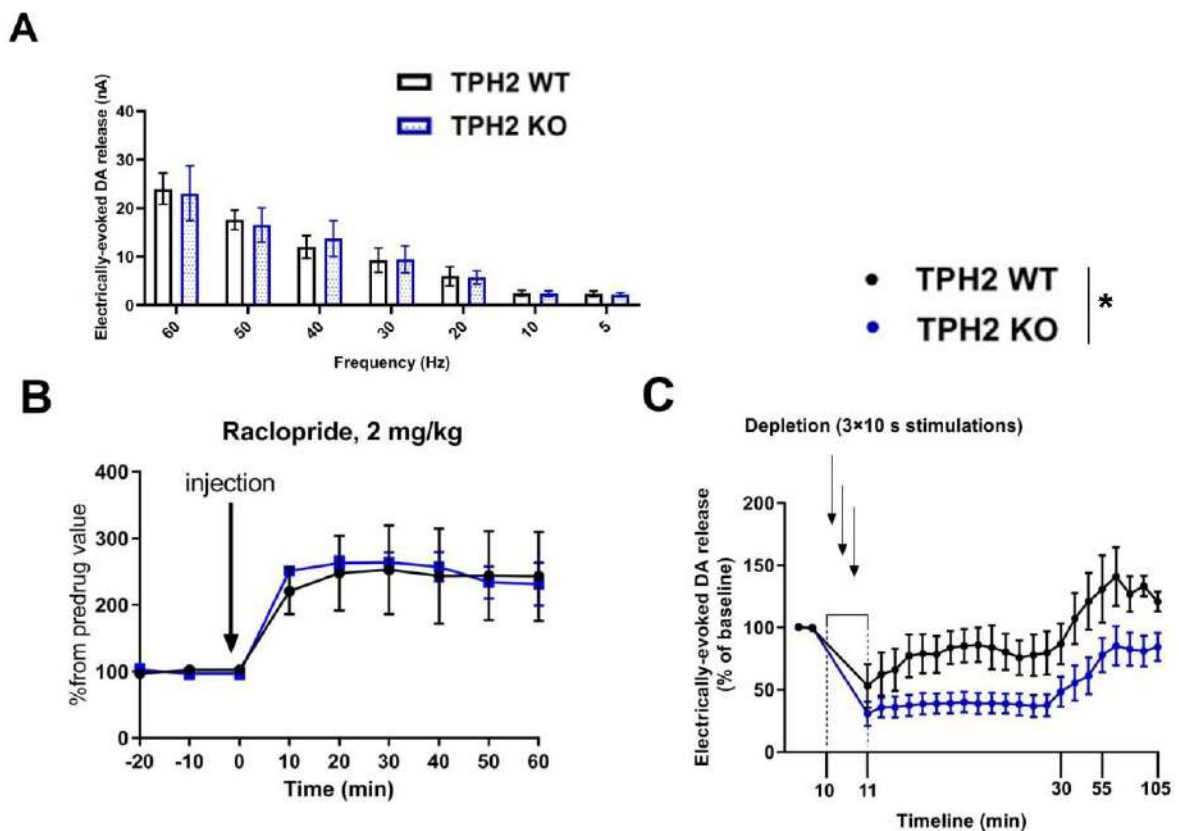 A
Electrically-evoked DA release (nA)
TPH2 WT
TPH2 KO
40
30
20
10
0
60
50
40
30
20
10
5
Frequency (Hz)
TPH2 WT
TPH2 KO
*
B
Raclopride, 2 mg/kg
injection
%from predrug value
400
300
200
100
0
-20
-10
0
10
20
30
40
50
60
Time (min)
C
Depletion (3×10 s stimulations)
Electrically-evoked DA release
(% of baseline)
200
150
100
50
0
10
11
30
55
105
Timeline (min)